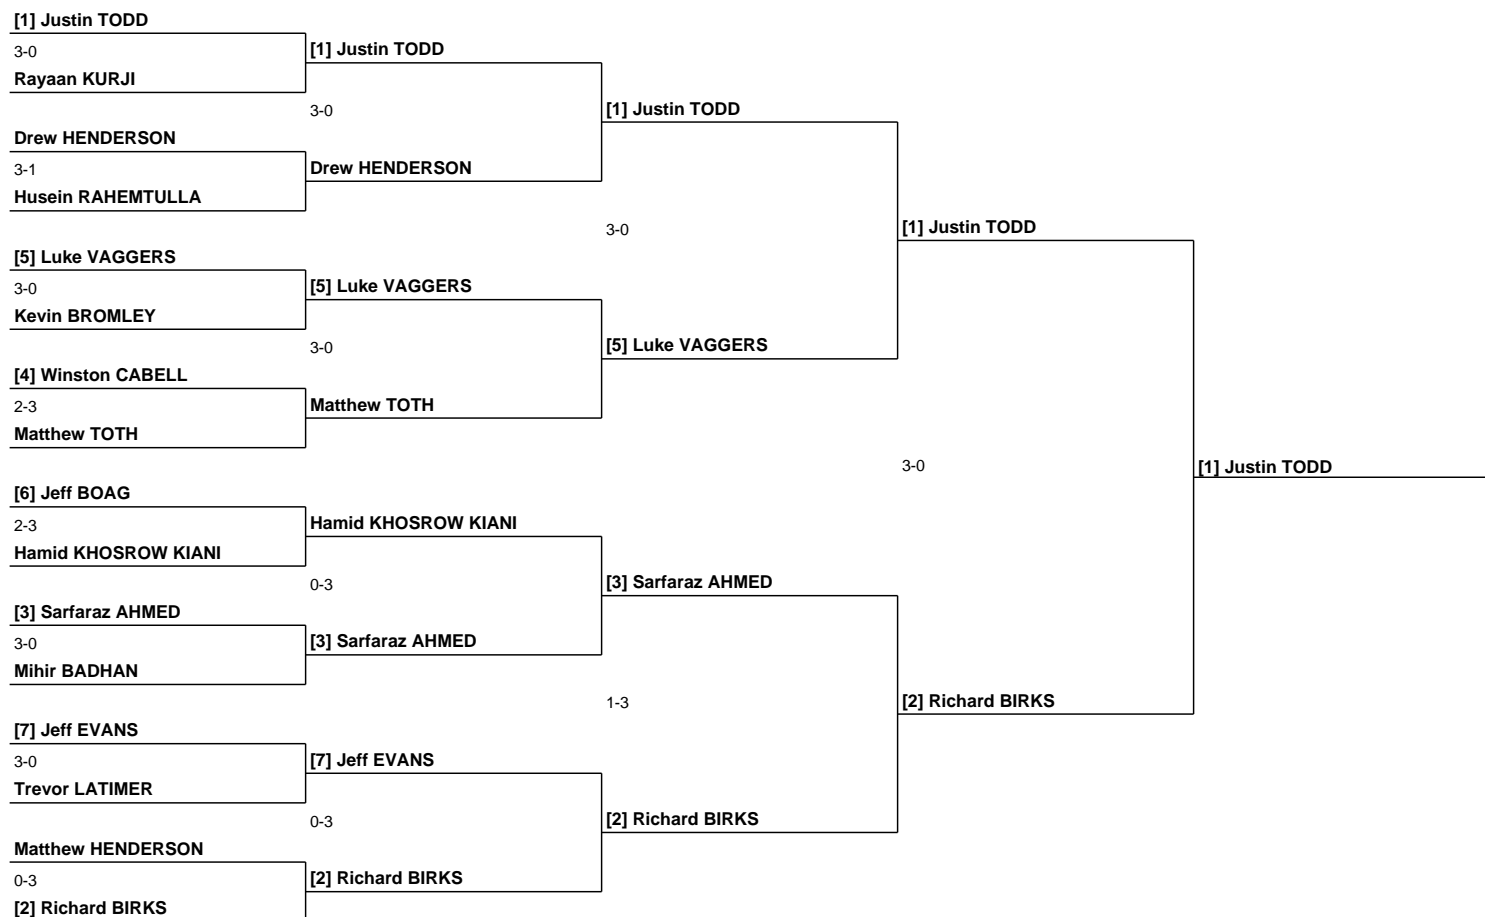 [1] Justin TODD
3-0
Rayaan KURJI
[1] Justin TODD
3-0
Drew HENDERSON
3-1
Husein RAHEMTULLA
Drew HENDERSON
[1] Justin TODD
3-0
[5] Luke VAGGERS
3-0
Kevin BROMLEY
[5] Luke VAGGERS
3-0
[4] Winston CABELL
2-3
Matthew TOTH
Matthew TOTH
[5] Luke VAGGERS
[1] Justin TODD
3-0
[6] Jeff BOAG
2-3
Hamid KHOSROW KIANI
Hamid KHOSROW KIANI
0-3
[3] Sarfaraz AHMED
3-0
Mihir BADHAN
[3] Sarfaraz AHMED
[3] Sarfaraz AHMED
1-3
[7] Jeff EVANS
3-0
Trevor LATIMER
[7] Jeff EVANS
0-3
Matthew HENDERSON
0-3
[2] Richard BIRKS
[2] Richard BIRKS
[2] Richard BIRKS
[2] Richard BIRKS
[1] Justin TODD